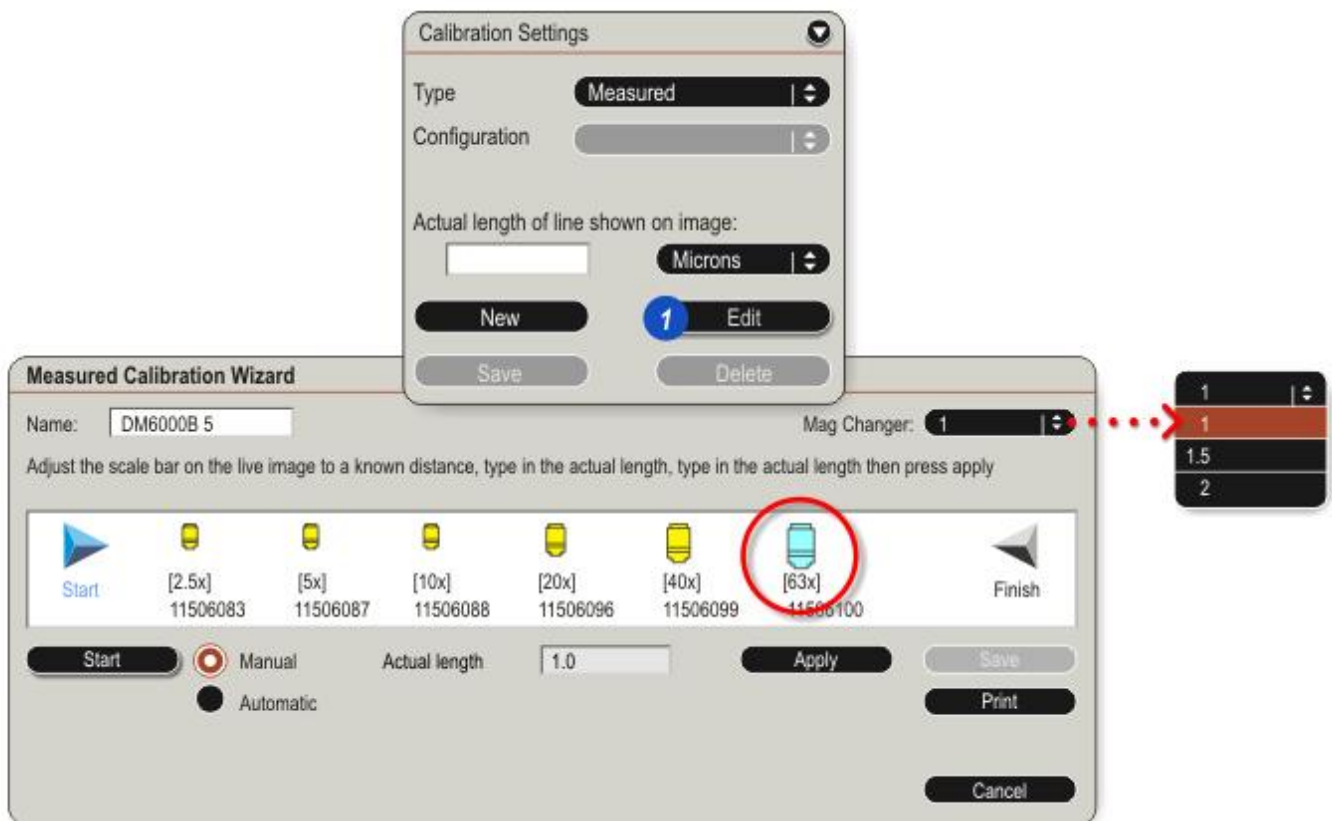 Calibration Settings
Type
Measured
Configuration
Actual length of line shown on image:
Microns
New
1
Edit
Save
Delete
Measured Calibration Wizard
Name:
DM6000B 5
Mag Changer:
1
Adjust the scale bar on the live image to a known distance, type in the actual length, type in the actual length then press apply
Start
[2.5x]
11506083
[5x]
11506087
[10x]
11506088
[20x]
11506096
[40x]
11506099
[63x]
11506100
Finish
Start
Manual
Actual length
1.0
Apply
Save
Automatic
Print
Cancel
1
1
1.5
2